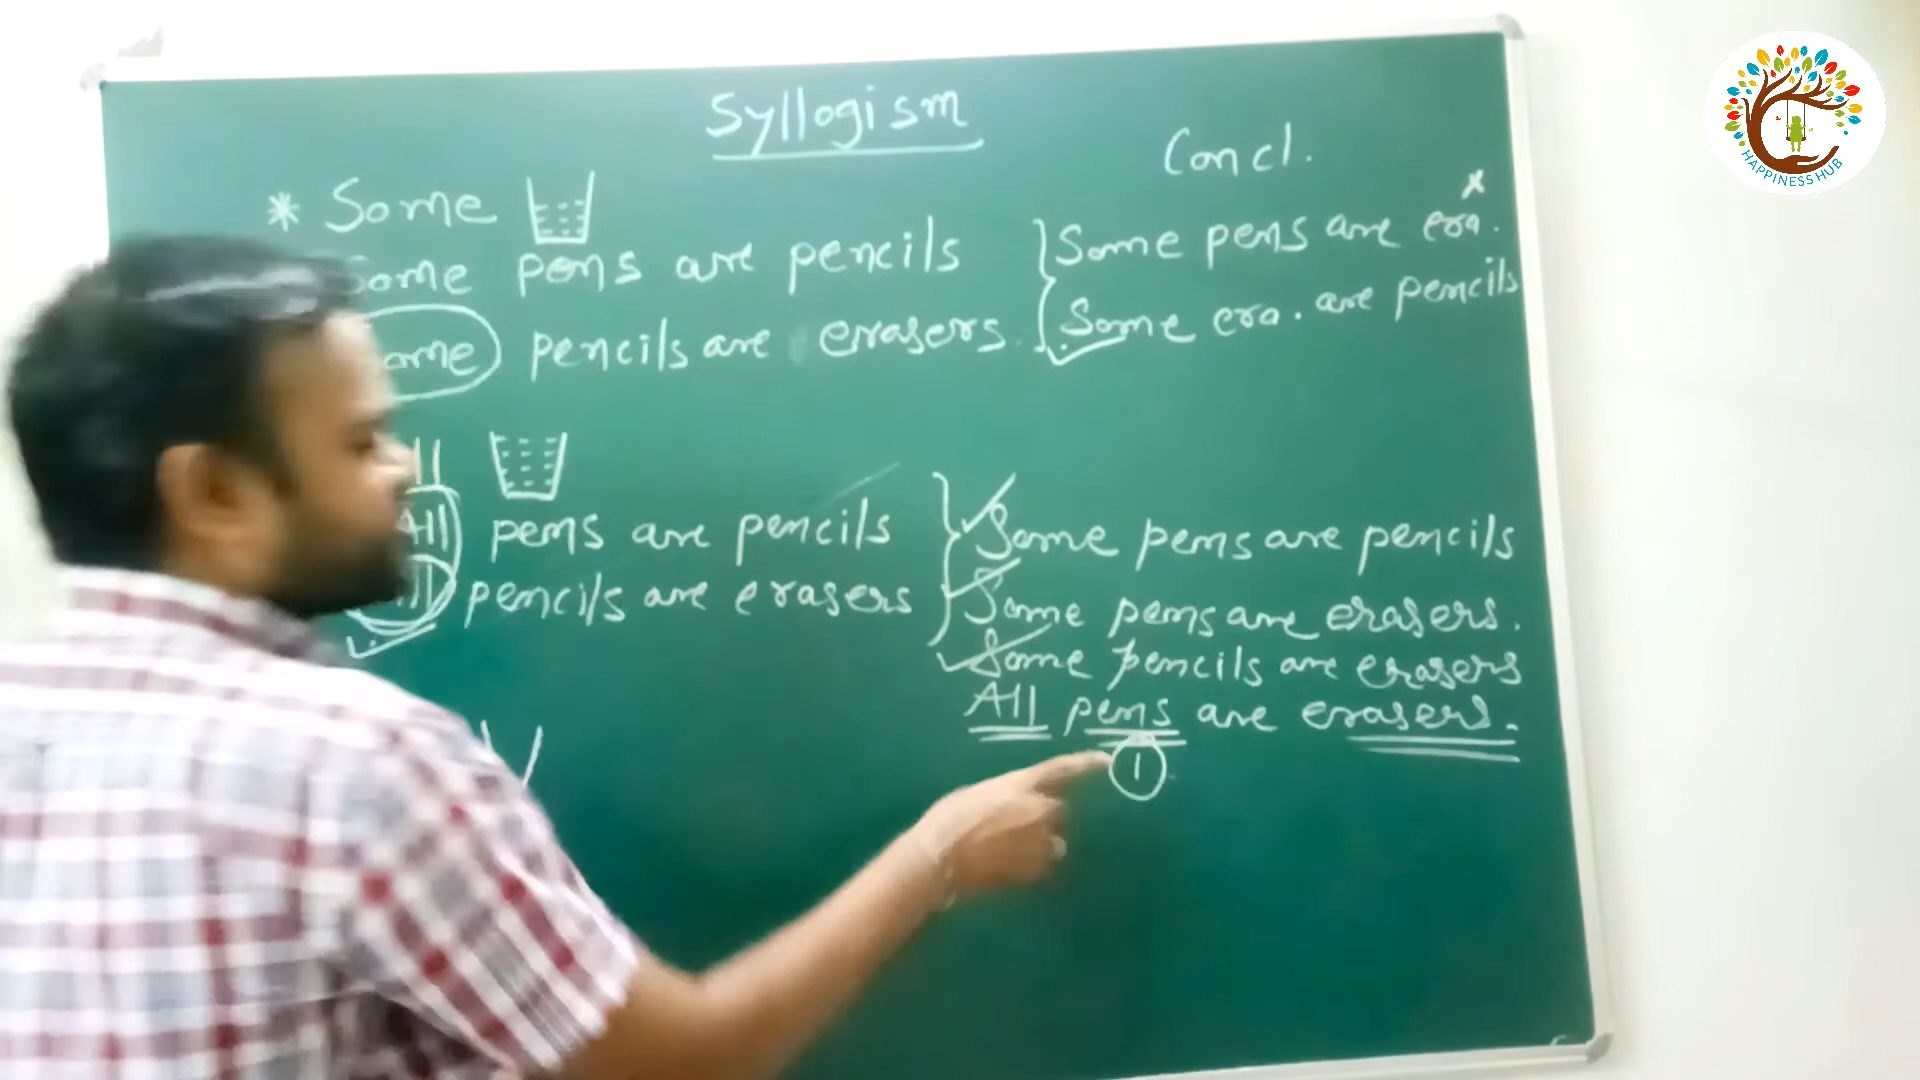 Syllogism
Concl.
* Some
Some pens are pencils
Some pencils are erasers.
x
Some pens are era.
Some era. are pencils
All pens are pencils
pencils are erasers
Some pens are pencils
Some pens are erasers.
Some pencils are erasers
All pens are erasers.
1
HAPPINESS HUB